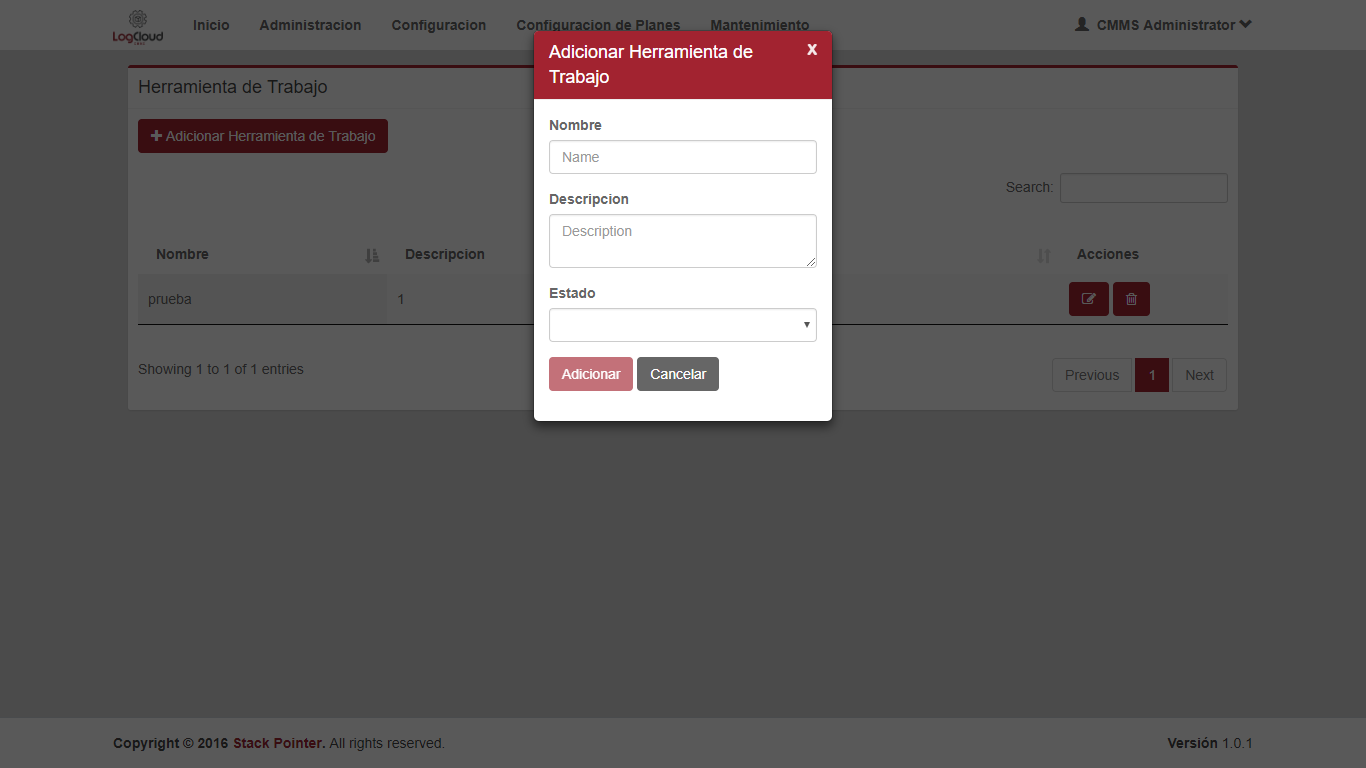 LogCloud
Inicio Administracion Configuracion Configuracion de Planes Mantenimiento CMMS Administrator
Adicionar Herramienta de
Trabajo
X
Herramienta de Trabajo
Adicionar Herramienta de Trabajo
Nombre
Name
Descripcion
Description
Estado
Adicionar Cancelar
Search:
Nombre Descripcion Acciones
prueba 1
Showing 1 to 1 of 1 entries
Previous 1 Next
Copyright © 2016 Stack Pointer. All rights reserved.
Versión 1.0.1